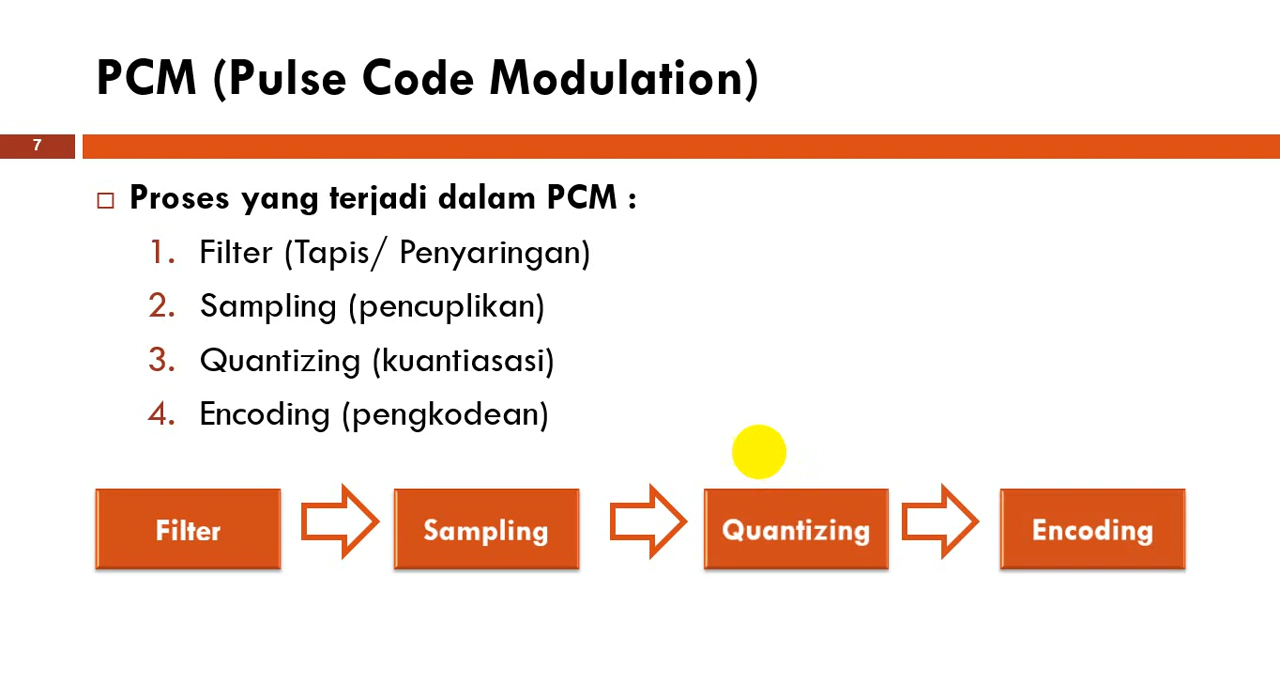 PCM (Pulse Code Modulation)
7
Proses yang terjadi dalam PCM :
1. Filter (Tapis/ Penyaringan)
2. Sampling (pencuplikan)
3. Quantizing (kuantiasasi)
4. Encoding (pengkodean)
Filter
Sampling
Quantizing
Encoding